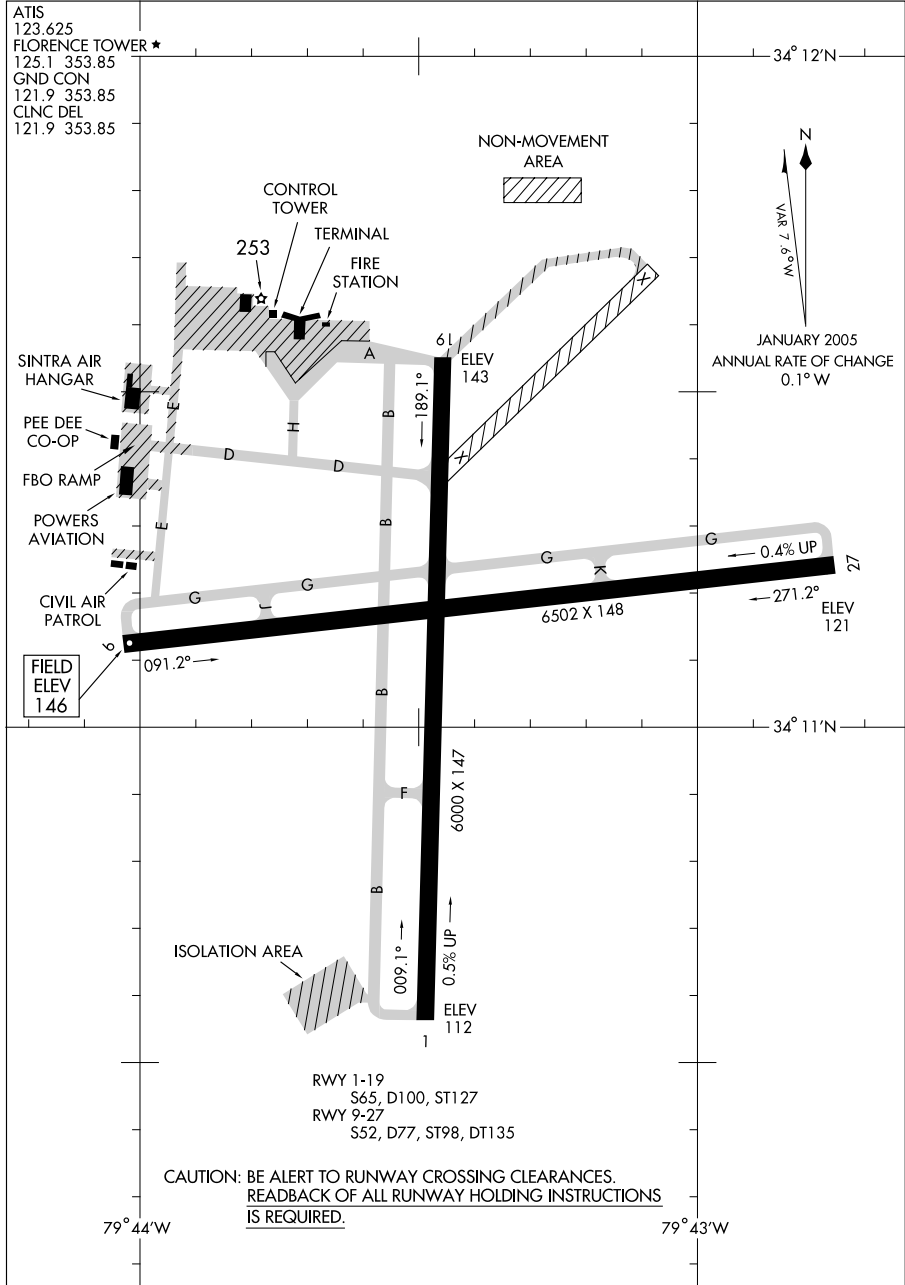 ATIS
123.625
FLORENCE TOWER ★
125.1 353.85
GND CON
121.9 353.85
CLNC DEL
121.9 353.85
34° 12'N
NON-MOVEMENT
AREA
N
VAR 7.6° W
JANUARY 2005
ANNUAL RATE OF CHANGE
0.1° W
CONTROL
TOWER
253
TERMINAL
FIRE
STATION
SINTRA AIR
HANGAR
PEE DEE
CO-OP
FBO RAMP
POWERS
AVIATION
CIVIL AIR
PATROL
FIELD
ELEV
146
A
19
ELEV
143
189.1°
X
X
B
E
H
D
D
B
E
G
G
J
G
G
K
0.4% UP
27
271.2°
ELEV
121
6502 X 148
9
091.2°
B
34° 11'N
F
6000 X 147
B
009.1°
0.5% UP
ISOLATION AREA
ELEV
112
1
RWY 1-19
S65, D100, ST127
RWY 9-27
S52, D77, ST98, DT135
CAUTION: BE ALERT TO RUNWAY CROSSING CLEARANCES.
READBACK OF ALL RUNWAY HOLDING INSTRUCTIONS
IS REQUIRED.
79° 44'W
79° 43'W